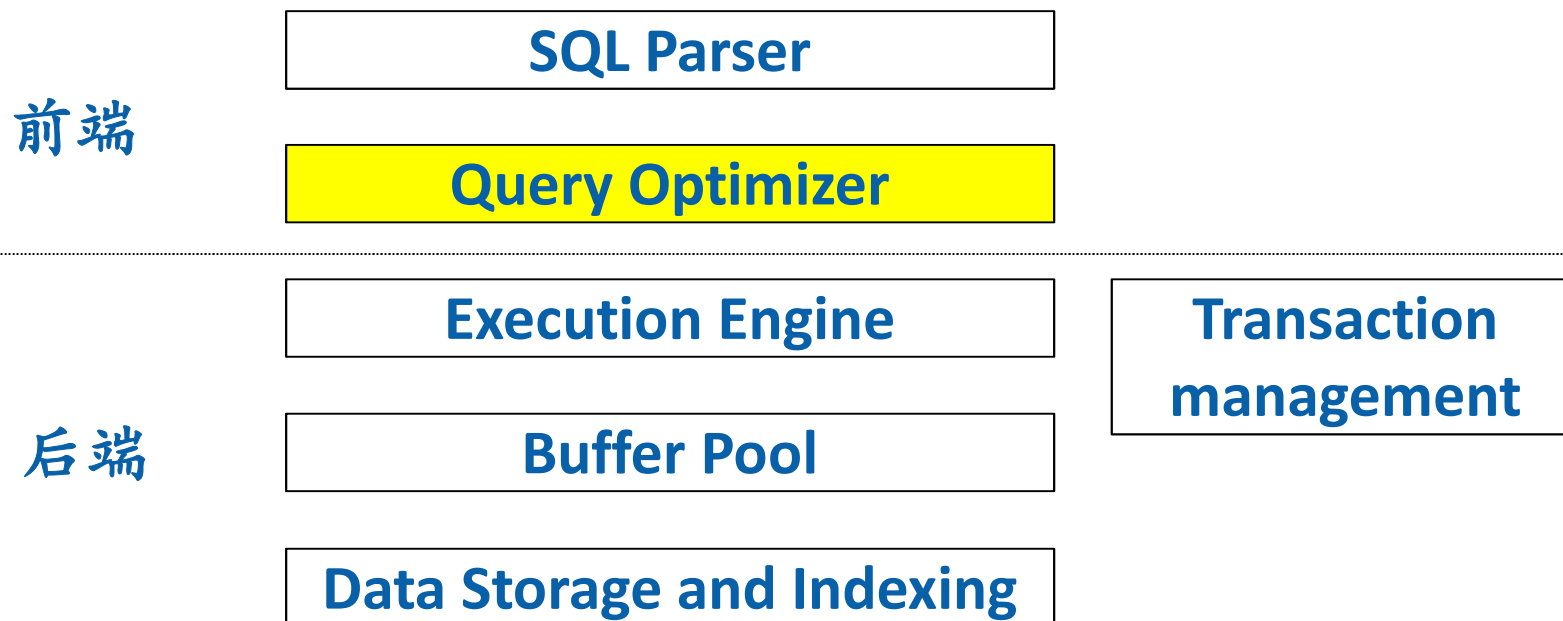 SQL Parser
前端
Query Optimizer
Execution Engine
Transaction
management
后端
Buffer Pool
Data Storage and Indexing